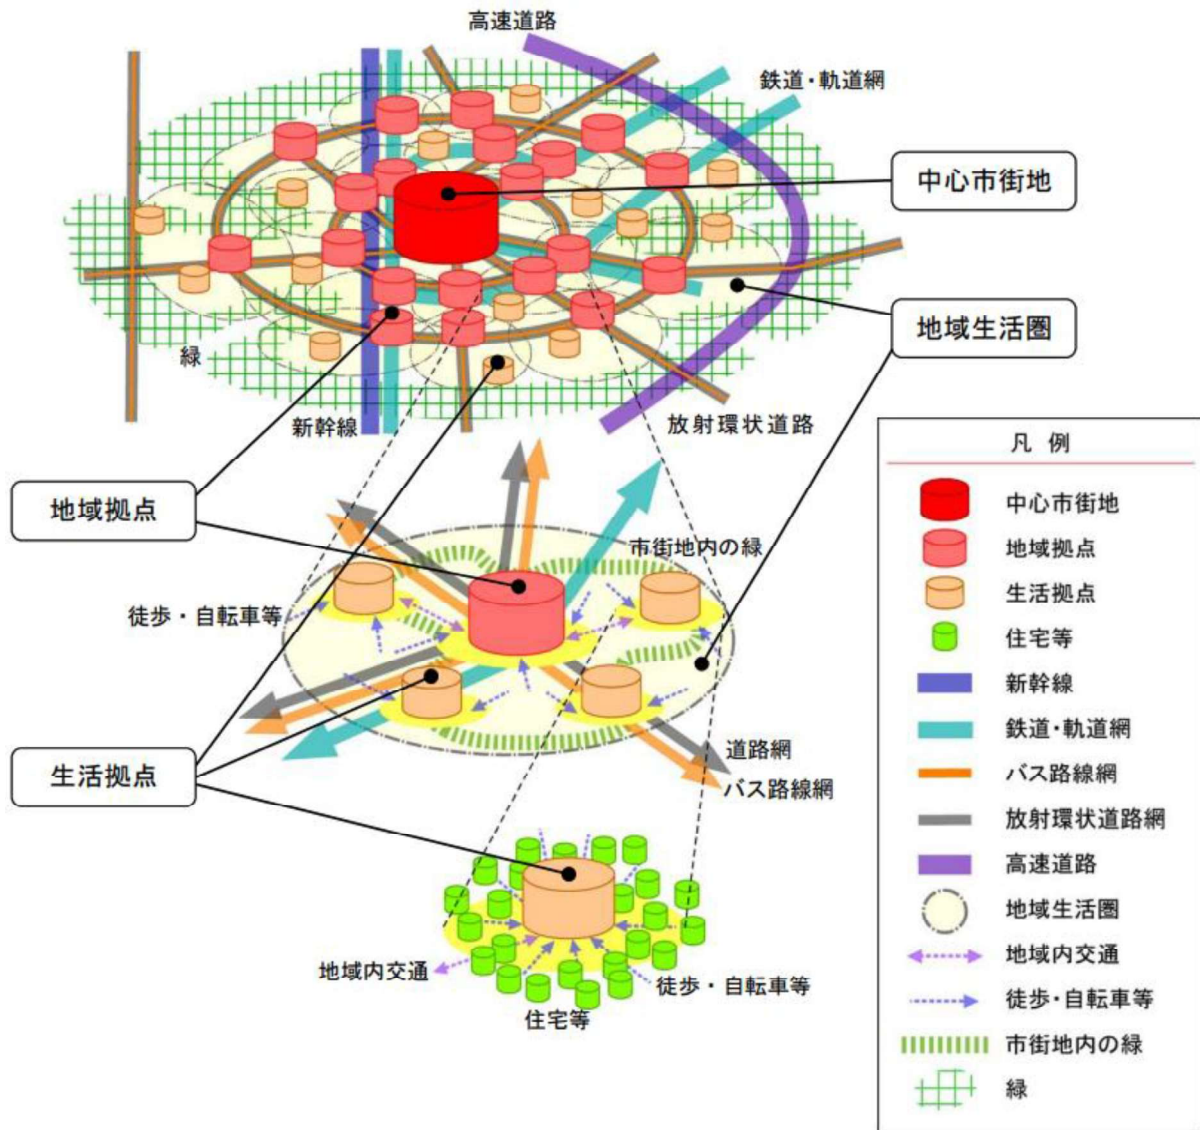 高速道路
鉄道・軌道網
中心市街地
地域生活圏
緑
新幹線
放射環状道路
地域拠点
市街地内の緑
徒歩・自転車等
生活拠点
道路網
バス路線網
地域内交通
徒歩・自転車等
住宅等
凡 例
中心市街地
地域拠点
生活拠点
住宅等
新幹線
鉄道・軌道網
バス路線網
放射環状道路網
高速道路
地域生活圏
地域内交通
徒歩・自転車等
市街地内の緑
緑